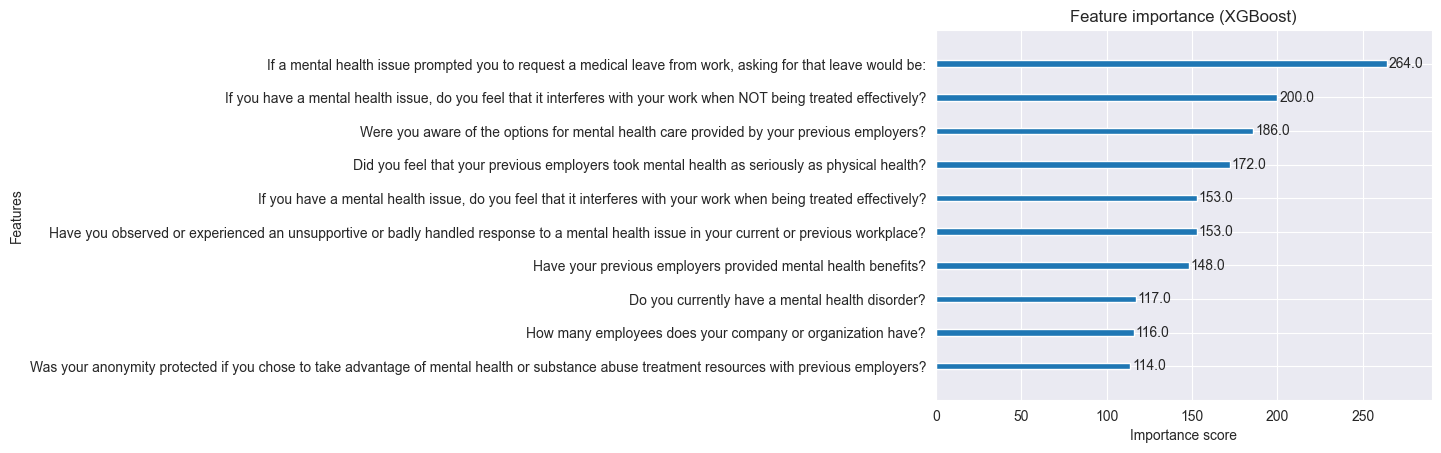 Feature importance (XGBoost)
If a mental health issue prompted you to request a medical leave from work, asking for that leave would be:
264.0
If you have a mental health issue, do you feel that it interferes with your work when NOT being treated effectively?
200.0
Were you aware of the options for mental health care provided by your previous employers?
186.0
Did you feel that your previous employers took mental health as seriously as physical health?
172.0
If you have a mental health issue, do you feel that it interferes with your work when being treated effectively?
153.0
Have you observed or experienced an unsupportive or badly handled response to a mental health issue in your current or previous workplace?
153.0
Have your previous employers provided mental health benefits?
148.0
Do you currently have a mental health disorder?
117.0
How many employees does your company or organization have?
116.0
Was your anonymity protected if you chose to take advantage of mental health or substance abuse treatment resources with previous employers?
114.0
Features
0 50 100 150 200 250
Importance score